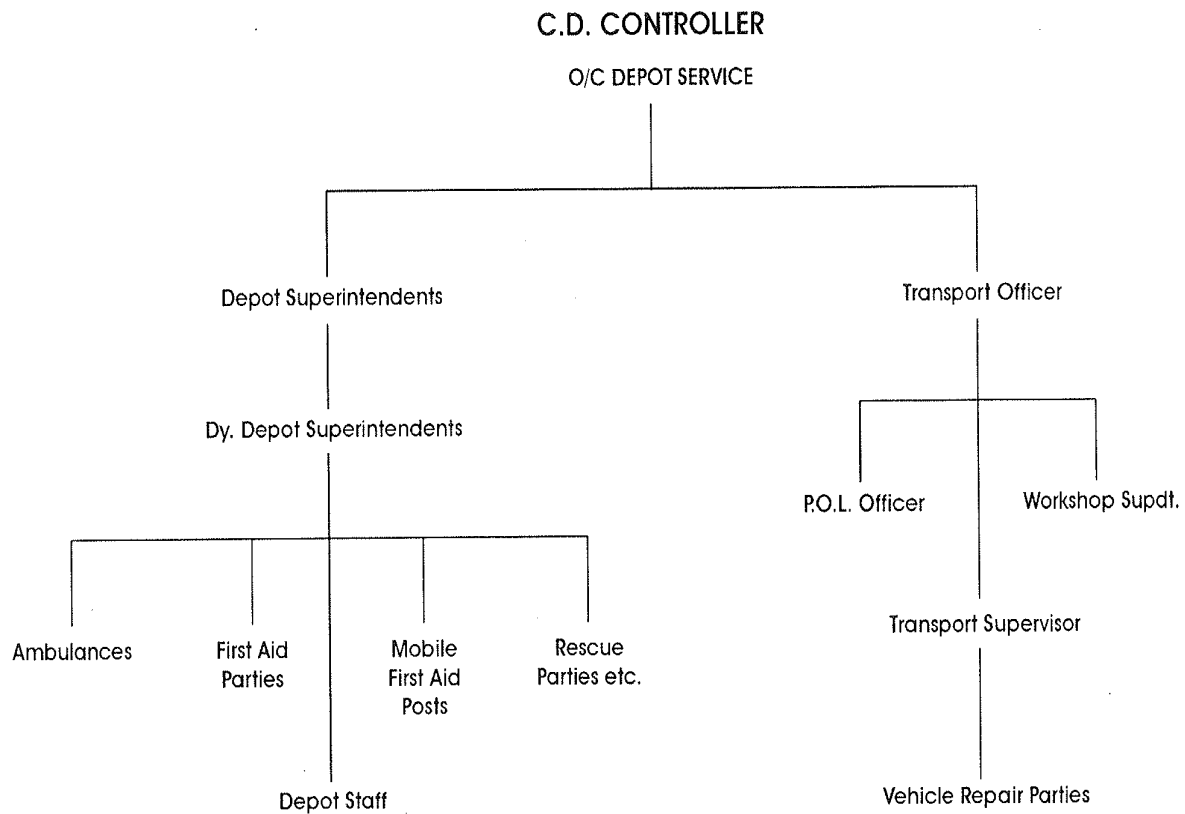 C.D. CONTROLLER
O/C DEPOT SERVICE
Depot Superintendents
Transport Officer
Dy. Depot Superintendents
P.O.L. Officer
Workshop Supdt.
Transport Supervisor
Ambulances
First Aid
Parties
Mobile
First Aid
Posts
Rescue
Parties etc.
Depot Staff
Vehicle Repair Parties